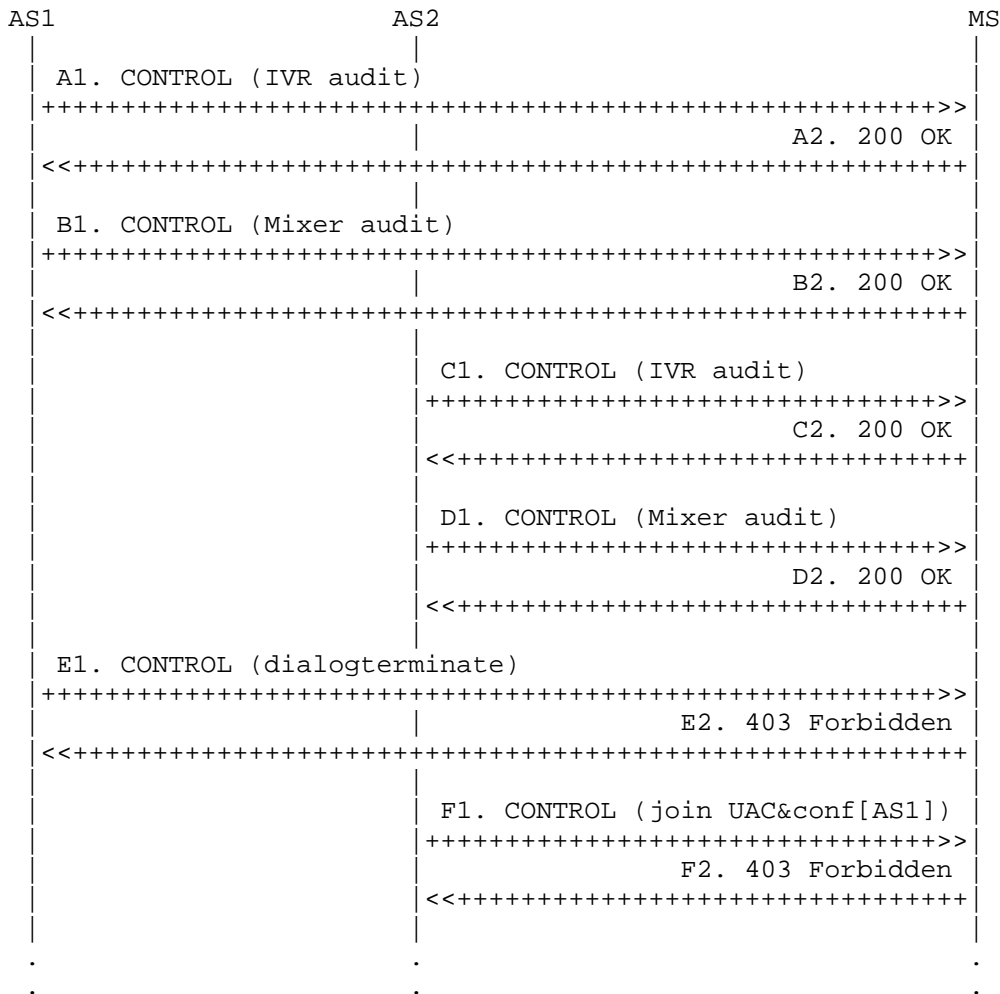 AS1 AS2 MS
A1. CONTROL (IVR audit)
++++++++++++++++++++++++++++++++++++++++++++++++++++++++>>
A2. 200 OK
<<++++++++++++++++++++++++++++++++++++++++++++++++++++++++
B1. CONTROL (Mixer audit)
++++++++++++++++++++++++++++++++++++++++++++++++++++++++>>
B2. 200 OK
<<++++++++++++++++++++++++++++++++++++++++++++++++++++++++
C1. CONTROL (IVR audit)
++++++++++++++++++++++++++++++++>>
C2. 200 OK
<<++++++++++++++++++++++++++++++++
D1. CONTROL (Mixer audit)
++++++++++++++++++++++++++++++++>>
D2. 200 OK
<<++++++++++++++++++++++++++++++++
E1. CONTROL (dialogterminate)
++++++++++++++++++++++++++++++++++++++++++++++++++++++++>>
E2. 403 Forbidden
<<++++++++++++++++++++++++++++++++++++++++++++++++++++++++
F1. CONTROL (join UAC&conf[AS1])
++++++++++++++++++++++++++++++++>>
F2. 403 Forbidden
<<++++++++++++++++++++++++++++++++
. . .
. . .